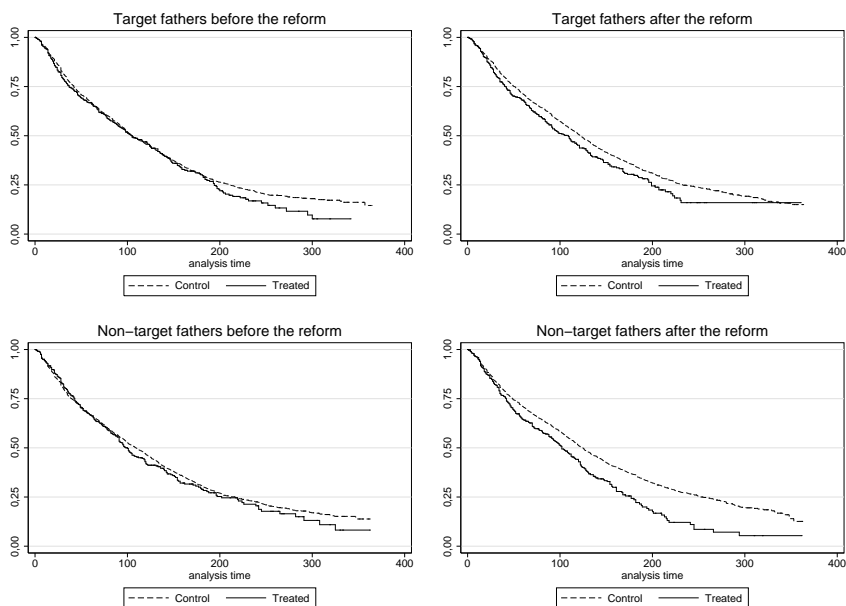 Target fathers before the reform
1.00
0.75
0.50
0.25
0.00
0 100 200 300 400
analysis time
Control Treated
Target fathers after the reform
1.00
0.75
0.50
0.25
0.00
0 100 200 300 400
analysis time
Control Treated
Non−target fathers before the reform
1.00
0.75
0.50
0.25
0.00
0 100 200 300 400
analysis time
Control Treated
Non−target fathers after the reform
1.00
0.75
0.50
0.25
0.00
0 100 200 300 400
analysis time
Control Treated